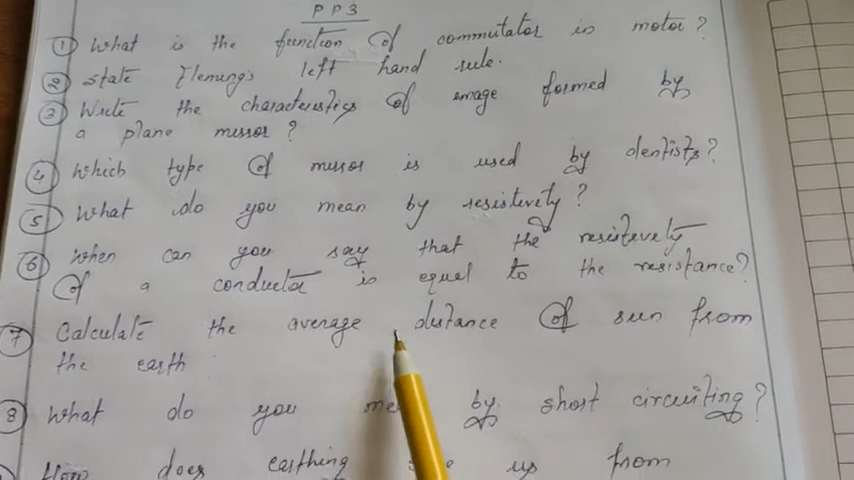 PP3
① What is the function of commutator in motor?
② State Fleming's left hand rule.
③ Write the characteristics of image formed by
a plane mirror?
④ Which type of mirror is used by dentists?
⑤ What do you mean by resistevety?
⑥ When can you say that the resistevety
of a conductor is equal to the resistance?
⑦ Calculate the average distance of sun from
the earth
⑧ What do you by short circuiting?
How does earthing us from